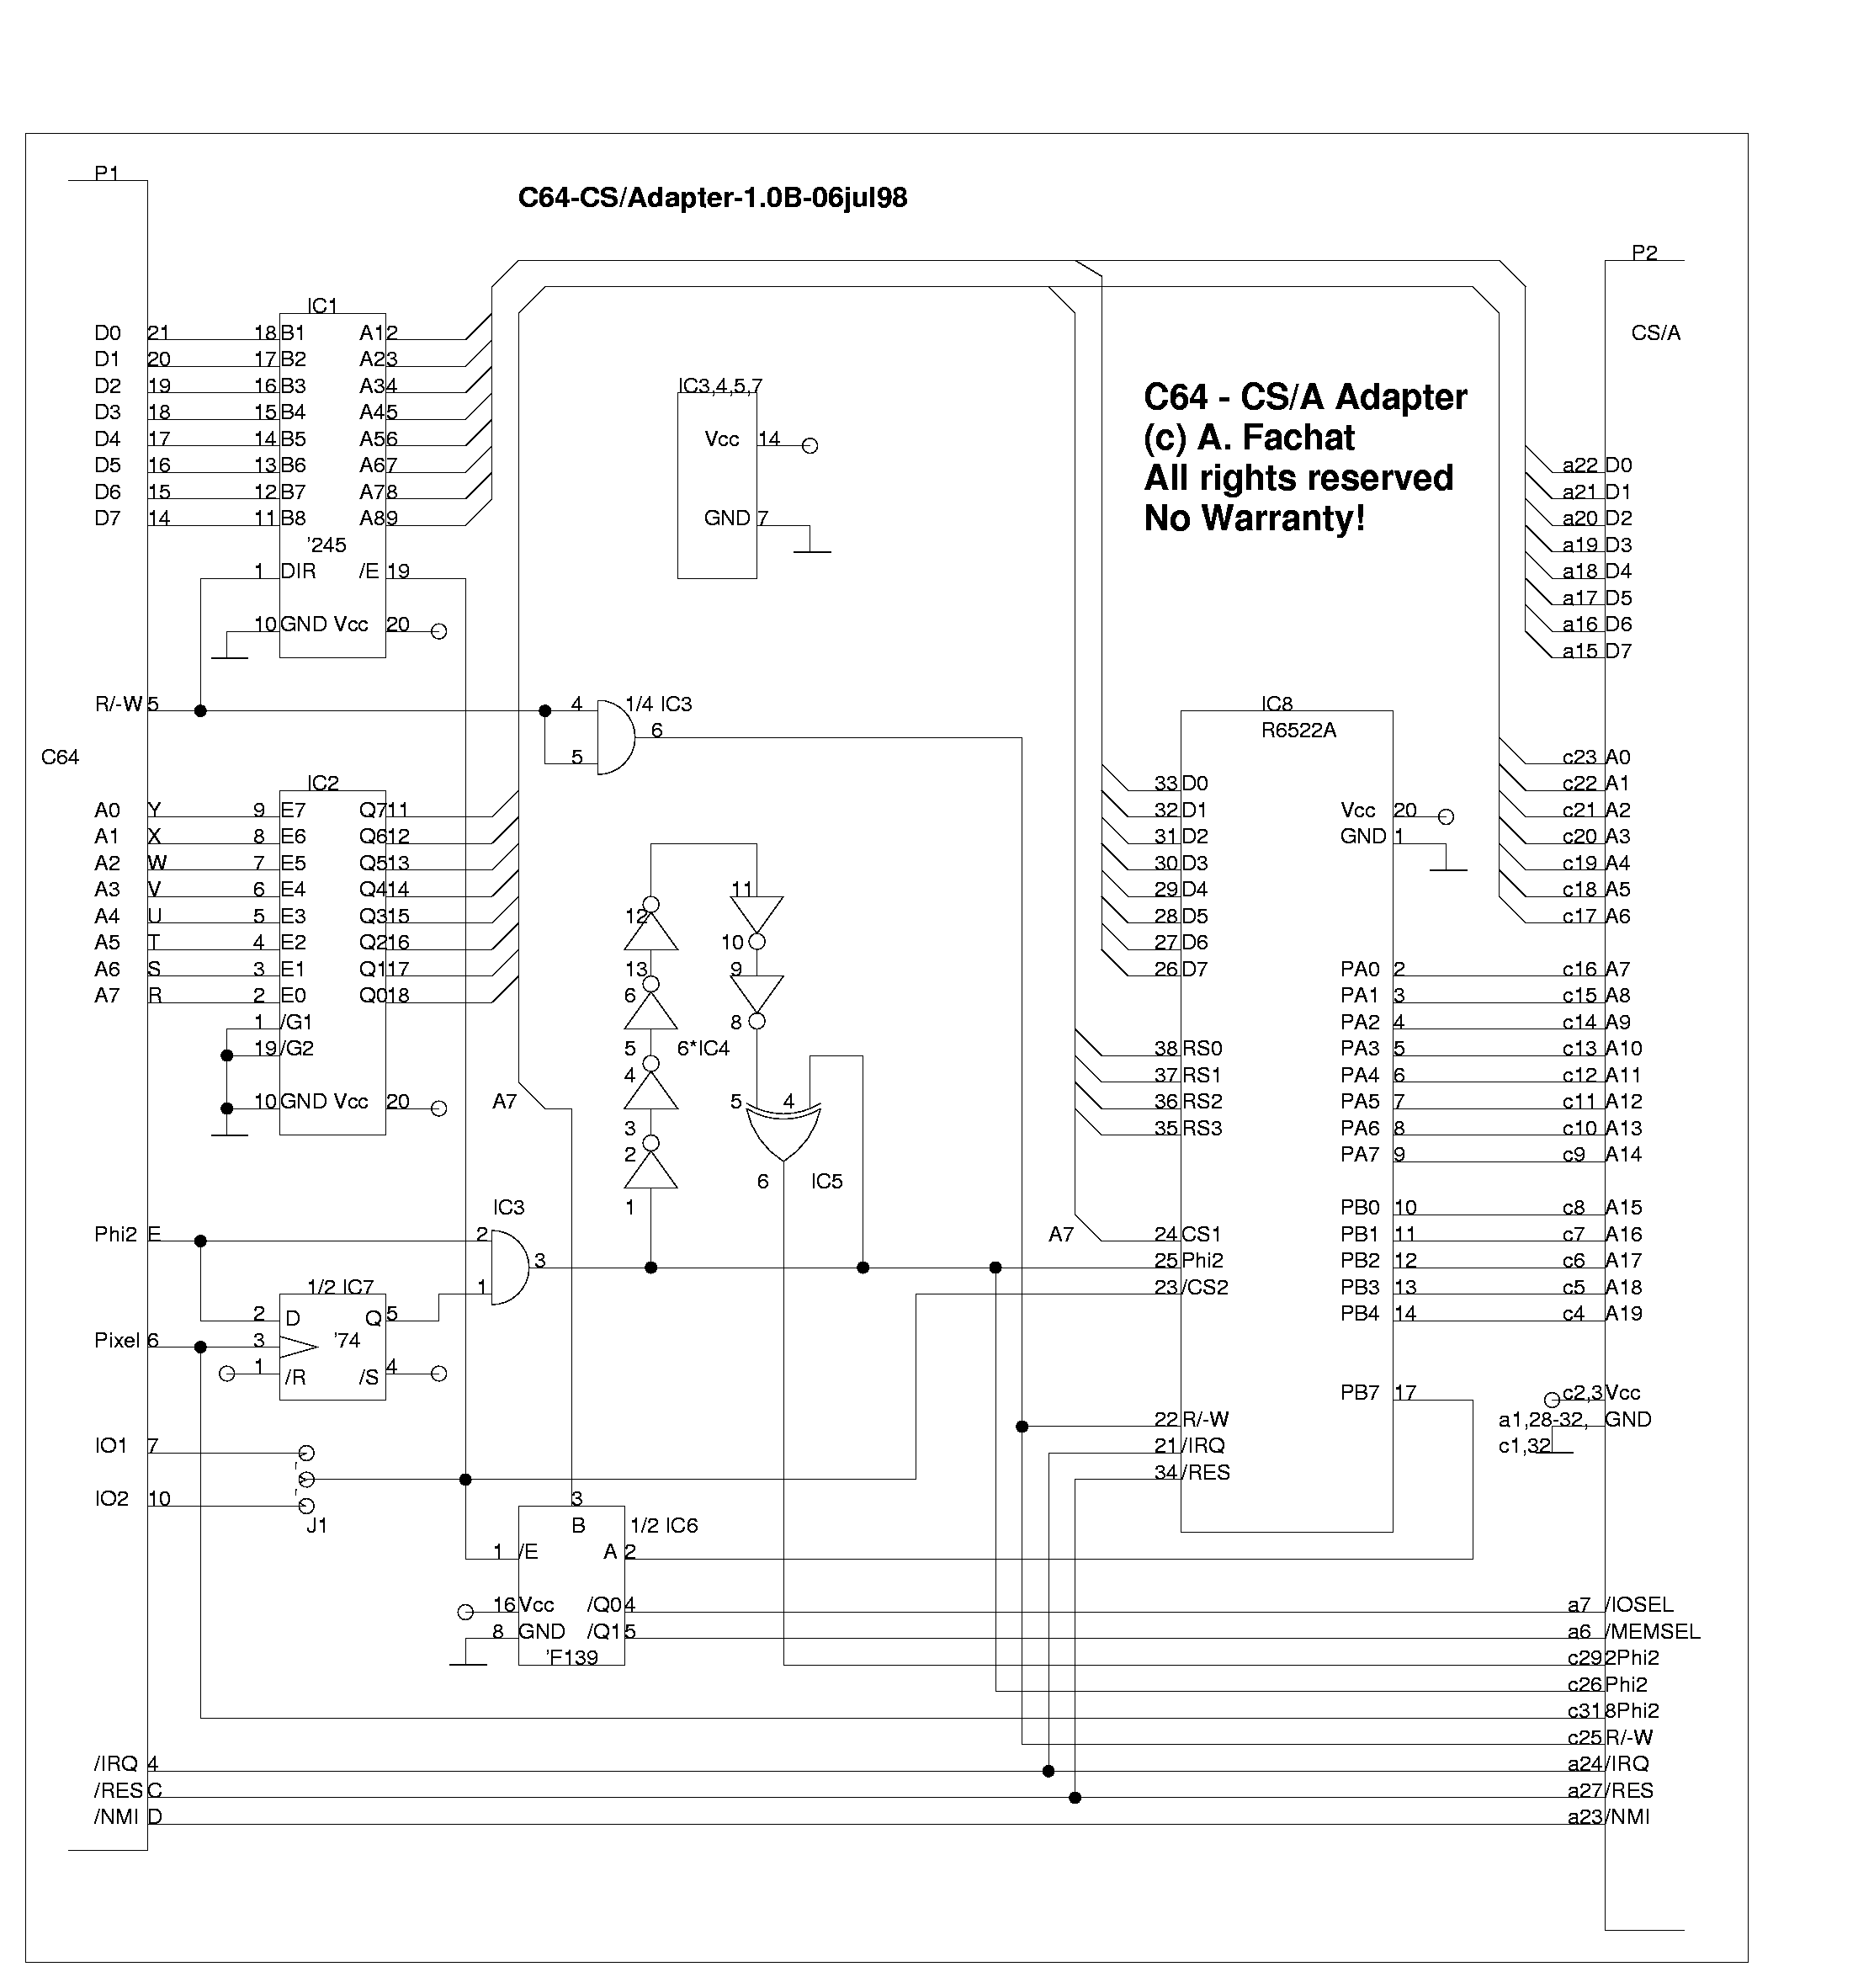 P1
C64-CS/Adapter-1.0B-06jul98
P2
CS/A
C64 - CS/A Adapter
(c) A. Fachat
All rights reserved
No Warranty!
C64
D0 21
D1 20
D2 19
D3 18
D4 17
D5 16
D6 15
D7 14
IC1
18 B1 A1 2
17 B2 A2 3
16 B3 A3 4
15 B4 A4 5
14 B5 A5 6
13 B6 A6 7
12 B7 A7 8
11 B8 A8 9
'245
1 DIR /E 19
10 GND Vcc 20
IC3,4,5,7
Vcc 14
GND 7
R/-W 5
4 1/4 IC3
6
5
A0 Y
A1 X
A2 W
A3 V
A4 U
A5 T
A6 S
A7 R
IC2
9 E7 Q7 11
8 E6 Q6 12
7 E5 Q5 13
6 E4 Q4 14
5 E3 Q3 15
4 E2 Q2 16
3 E1 Q1 17
2 E0 Q0 18
1 /G1
19 /G2
10 GND Vcc 20
A7
12
13
6
5
4
3
2
1
6*IC4
11
10
9
8
5 4
6 IC5
Phi2 E
IC3
2
3
1
1/2 IC7
2 D Q 5
3 '74
1 /R /S 4
Pixel 6
IO1 7
IO2 10
J1
3
B 1/2 IC6
1 /E A 2
16 Vcc /Q0 4
8 GND /Q1 5
'F139
/IRQ 4
/RES C
/NMI D
IC8
R6522A
33 D0
32 D1
31 D2
30 D3
29 D4
28 D5
27 D6
26 D7
38 RS0
37 RS1
36 RS2
35 RS3
A7 24 CS1
25 Phi2
23 /CS2
22 R/-W
21 /IRQ
34 /RES
Vcc 20
GND 1
PA0 2
PA1 3
PA2 4
PA3 5
PA4 6
PA5 7
PA6 8
PA7 9
PB0 10
PB1 11
PB2 12
PB3 13
PB4 14
PB7 17
a22 D0
a21 D1
a20 D2
a19 D3
a18 D4
a17 D5
a16 D6
a15 D7
c23 A0
c22 A1
c21 A2
c20 A3
c19 A4
c18 A5
c17 A6
c16 A7
c15 A8
c14 A9
c13 A10
c12 A11
c11 A12
c10 A13
c9 A14
c8 A15
c7 A16
c6 A17
c5 A18
c4 A19
c2,3 Vcc
a1,28-32, GND
c1,32
a7 /IOSEL
a6 /MEMSEL
c29 2Phi2
c26 Phi2
c31 8Phi2
c25 R/-W
a24 /IRQ
a27 /RES
a23 /NMI